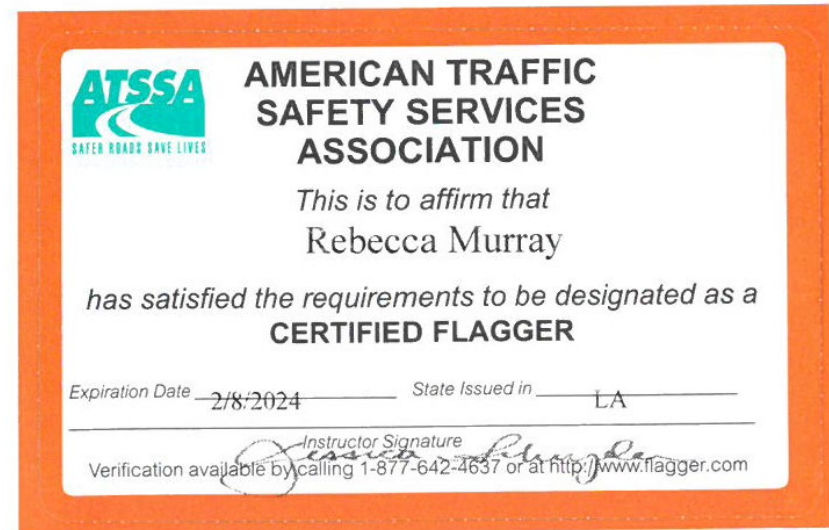 ATSSA
SAFER ROADS SAVE LIVES
AMERICAN TRAFFIC
SAFETY SERVICES
ASSOCIATION
This is to affirm that
Rebecca Murray
has satisfied the requirements to be designated as a
CERTIFIED FLAGGER
Expiration Date 2/8/2024 State Issued in LA
Instructor Signature
Jessica
Verification available by calling 1-877-642-4637 or at http://www.flagger.com